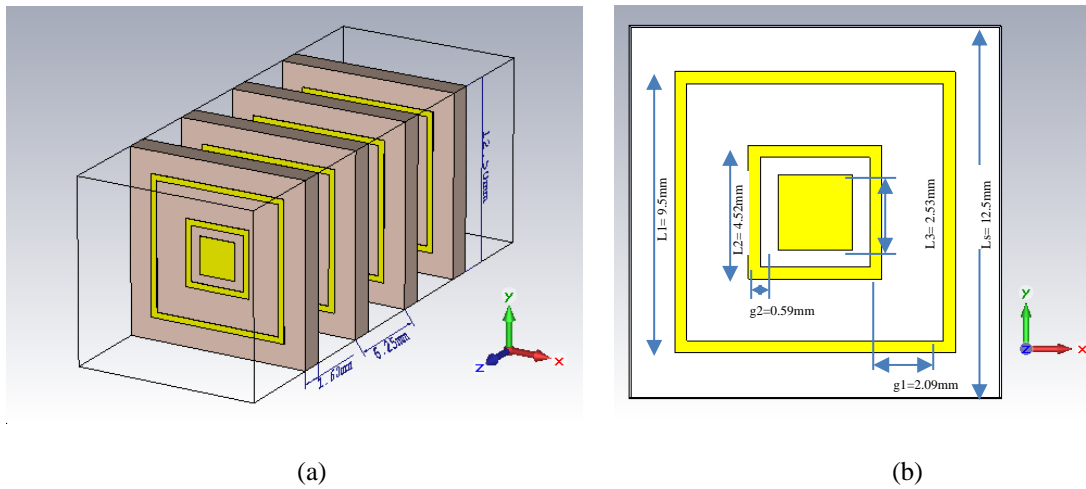 12.50mm
6.25mm
1.60mm
y
x
z
(a)
L1= 9.5mm
L2= 4.52mm
L3= 2.53mm
Ls= 12.5mm
g2=0.59mm
g1=2.09mm
y
x
z
(b)